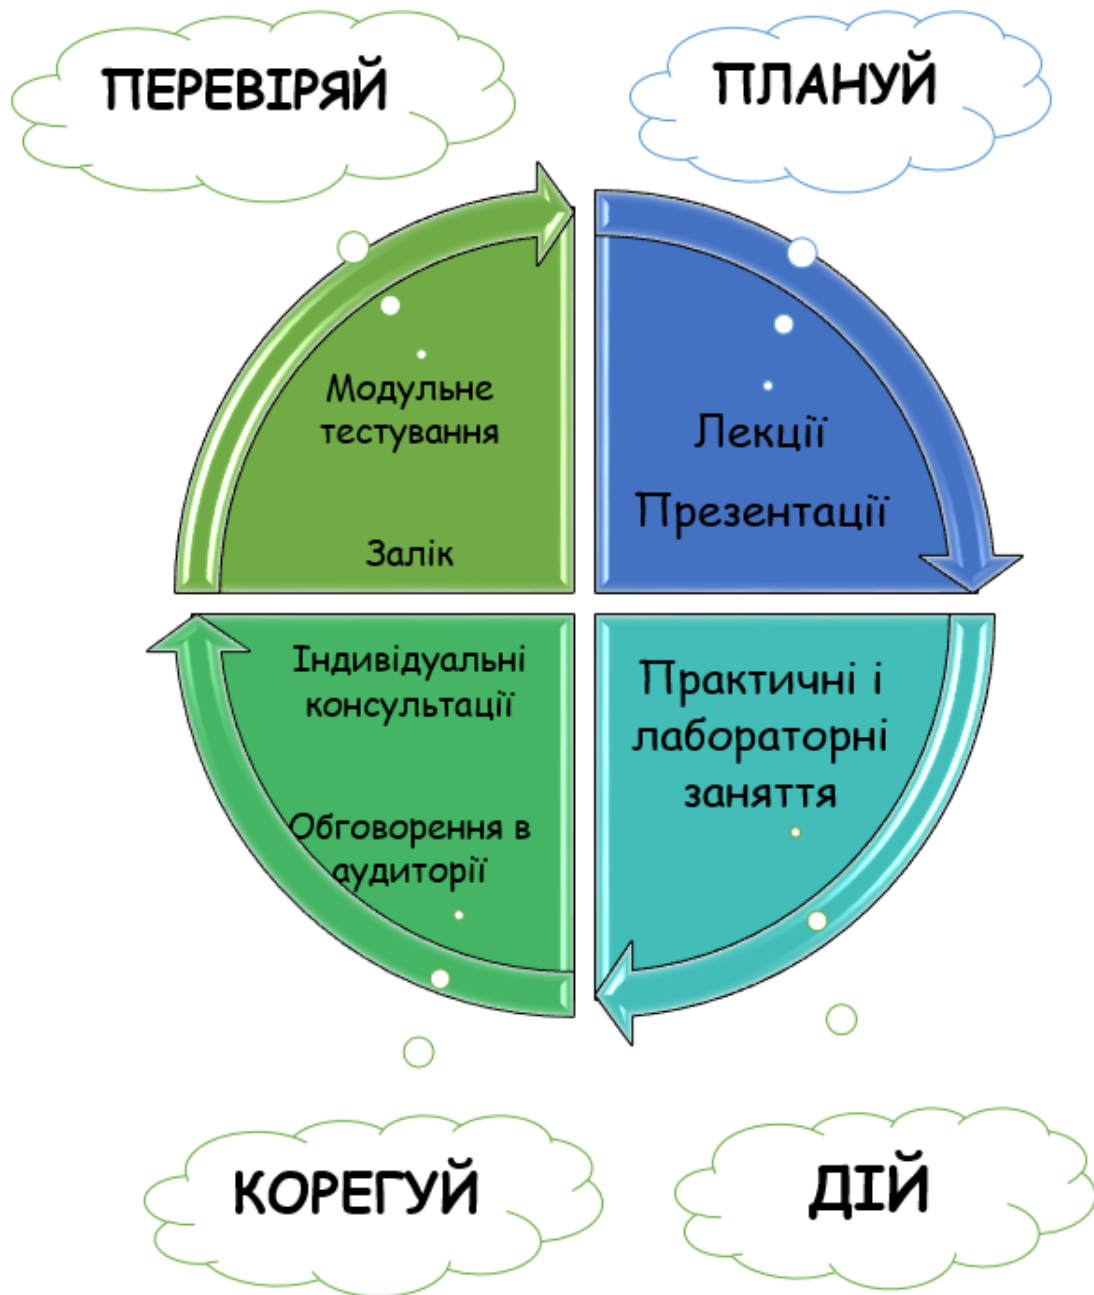 ПЕРЕВІРЯЙ
ПЛАНУЙ
Модульне
тестування
Залік
Лекції
Презентації
Індивідуальні
консультації
Обговорення в
аудиторії
Практичні і
лабораторні
заняття
КОРЕГУЙ
ДІЙ